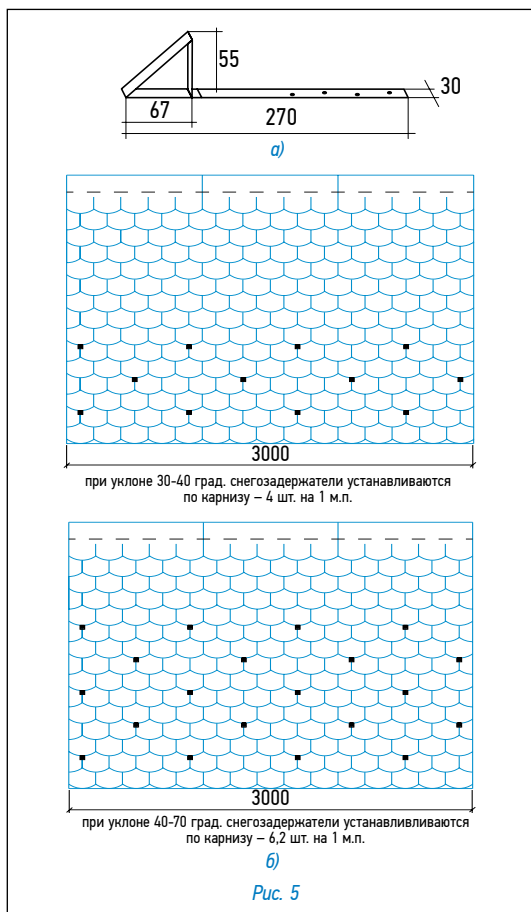 55
30
67
270
а)
3000
при уклоне 30-40 град. снегозадержатели устанавливаются
по карнизу – 4 шт. на 1 м.п.
3000
при уклоне 40-70 град. снегозадержатели устанавливливаются
по карнизу – 6,2 шт. на 1 м.п.
б)
Рис. 5